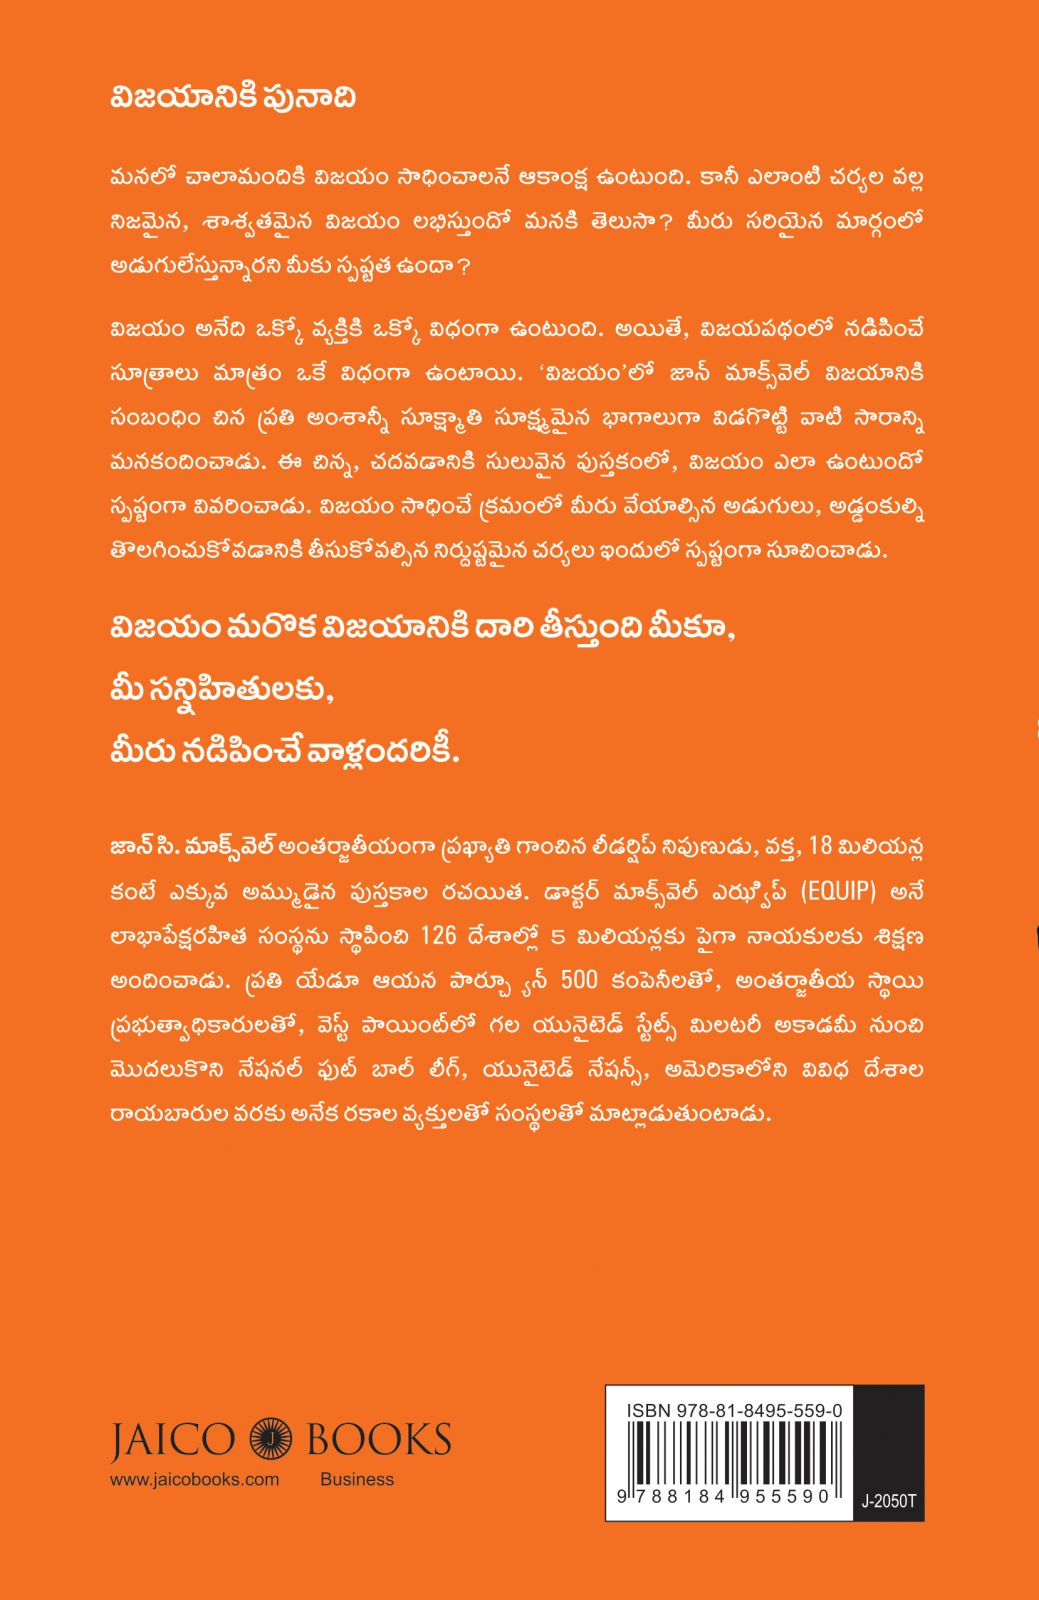 విజయానికి పునాది
మనలో చాలామందికి విజయం సాధించాలనే ఆకాంక్ష ఉంటుంది. కానీ ఎలాంటి చర్యల వల్ల
నిజమైన, శాశ్వతమైన విజయం లభిస్తుందో మనకి తెలుసా? మీరు సరియైన మార్గంలో
అడుగులేస్తున్నారని మీకు స్పష్టత ఉందా?
విజయం అనేది ఒక్కో వ్యక్తికి ఒక్కో విధంగా ఉంటుంది. అయితే, విజయపథంలో నడిపించే
సూత్రాలు మాత్రం ఒకే విధంగా ఉంటాయి. ‘విజయం’లో జాన్ మాక్స్‌వెల్ విజయానికి
సంబంధిం చిన ప్రతి అంశాన్నీ సూక్ష్మాతి సూక్ష్మమైన భాగాలుగా విడగొట్టి వాటి సారాన్ని
మనకందించాడు. ఈ చిన్న, చదవడానికి సులువైన పుస్తకంలో, విజయం ఎలా ఉంటుందో
స్పష్టంగా వివరించాడు. విజయం సాధించే క్రమంలో మీరు వేయాల్సిన అడుగులు, అడ్డంకుల్ని
తొలగించుకోవడానికి తీసుకోవల్సిన నిర్దుష్టమైన చర్యలు ఇందులో స్పష్టంగా సూచించాడు.
విజయం మరొక విజయానికి దారి తీస్తుంది మీకూ,
మీ సన్నిహితులకు,
మీరు నడిపించే వాళ్లందరికీ.
జాన్ సి. మాక్స్‌వెల్ అంతర్జాతీయంగా ప్రఖ్యాతి గాంచిన లీడర్షిప్ నిపుణుడు, వక్త, 18 మిలియన్ల
కంటే ఎక్కువ అమ్ముడైన పుస్తకాల రచయిత. డాక్టర్ మాక్స్‌వెల్ (EQUIP) అనే
లాభాపేక్షరహిత సంస్థను స్థాపించి 126 దేశాల్లో 5 మిలియన్లకు పైగా నాయకులకు శిక్షణ
అందించాడు. ప్రతి యేడూ ఆయన పార్చ్యూన్ 500 కంపెనీలతో, అంతర్జాతీయ స్థాయి
ప్రభుత్వాధికారులతో, వెస్ట్ పాయింట్‌లో గల యునైటెడ్ స్టేట్స్ మిలటరీ అకాడమీ నుంచి
మొదలుకొని నేషనల్ ఫుట్ బాల్ లీగ్, యునైటెడ్ నేషన్స్, అమెరికాలోని వివిధ దేశాల
రాయబారుల వరకు అనేక రకాల వ్యక్తులతో సంస్థలతో మాట్లాడుతుంటాడు.
JAICO J BOOKS
www.jaicobooks.com Business
ISBN 978-81-8495-559-0
9 788184 955590
J-2050T